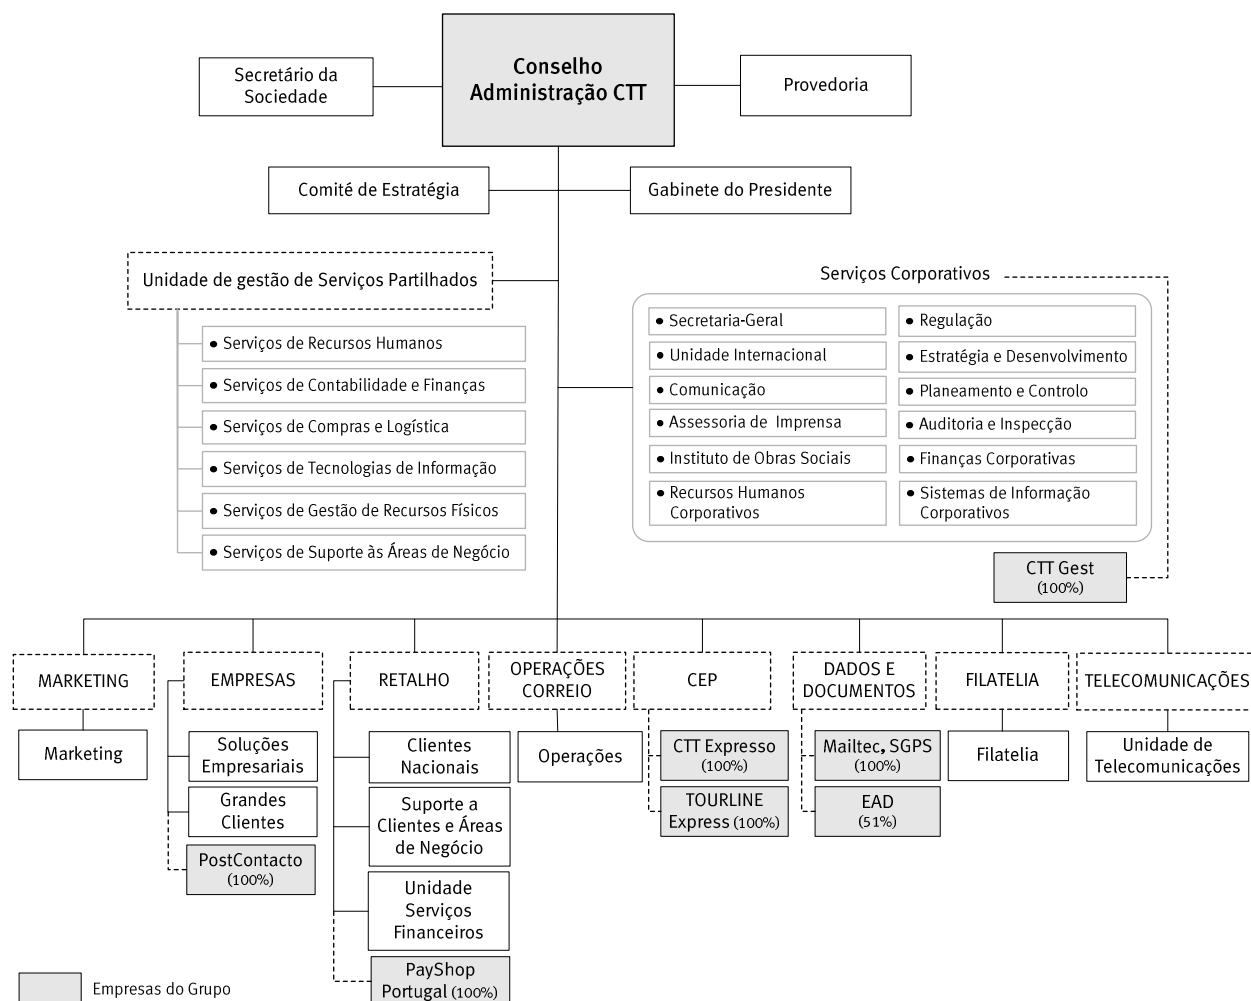 Conselho
Administração CTT
Secretário da
Sociedade
Provedoria
Comité de Estratégia
Gabinete do Presidente
Unidade de gestão de Serviços Partilhados
• Serviços de Recursos Humanos
• Serviços de Contabilidade e Finanças
• Serviços de Compras e Logística
• Serviços de Tecnologias de Informação
• Serviços de Gestão de Recursos Físicos
• Serviços de Suporte às Áreas de Negócio
Serviços Corporativos
• Secretaria-Geral
• Unidade Internacional
• Comunicação
• Assessoria de Imprensa
• Instituto de Obras Sociais
• Recursos Humanos
Corporativos
• Regulação
• Estratégia e Desenvolvimento
• Planeamento e Controlo
• Auditoria e Inspecção
• Finanças Corporativas
• Sistemas de Informação
Corporativos
CTT Gest
(100%)
MARKETING
Marketing
EMPRESAS
Soluções
Empresariais
Grandes
Clientes
PostContacto
(100%)
RETALHO
Clientes
Nacionais
Suporte a
Clientes e Áreas
de Negócio
Unidade
Serviços
Financeiros
PayShop
Portugal (100%)
OPERAÇÕES
CORREIO
Operações
CEP
CTT Expresso
(100%)
TOURLINE
Express (100%)
DADOS E
DOCUMENTOS
Mailtec, SGPS
(100%)
EAD
(51%)
FILATELIA
Filatelia
TELECOMUNICAÇÕES
Unidade de
Telecomunicações
Empresas do Grupo